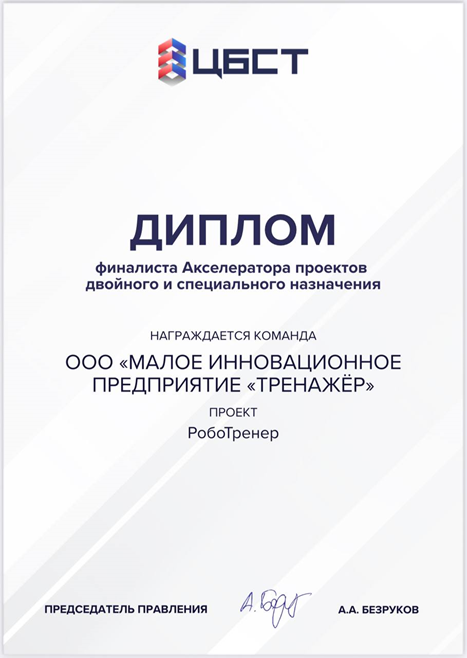 ЦБСТ
ДИПЛОМ
финалиста Акселератора проектов
двойного и специального назначения
НАГРАЖДАЕТСЯ КОМАНДА
ООО «МАЛОЕ ИННОВАЦИОННОЕ
ПРЕДПРИЯТИЕ «ТРЕНАЖЁР»
ПРОЕКТ
РобоТренер
ПРЕДСЕДАТЕЛЬ ПРАВЛЕНИЯ
А.А. БЕЗРУКОВ